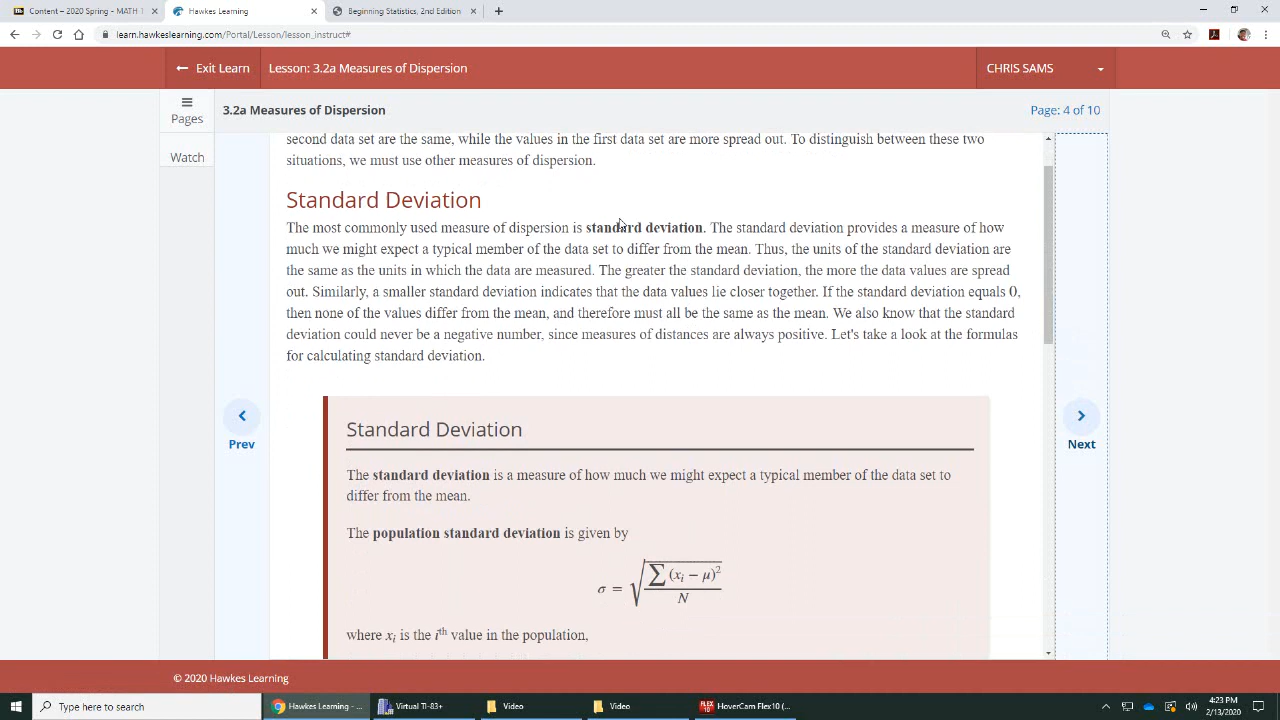 Content – 2020 Spring - MATH 1
Hawkes Learning
Beginning Statistics, 2nd Edition
learn.hawkeslearning.com/Portal/Lesson/lesson_instruct#
Exit Learn
Lesson: 3.2a Measures of Dispersion
CHRIS SAMS
Pages
3.2a Measures of Dispersion
Page: 4 of 10
Watch
second data set are the same, while the values in the first data set are more spread out. To distinguish between these two
situations, we must use other measures of dispersion.
Standard Deviation
The most commonly used measure of dispersion is standard deviation. The standard deviation provides a measure of how
much we might expect a typical member of the data set to differ from the mean. Thus, the units of the standard deviation are
the same as the units in which the data are measured. The greater the standard deviation, the more the data values are spread
out. Similarly, a smaller standard deviation indicates that the data values lie closer together. If the standard deviation equals 0,
then none of the values differ from the mean, and therefore must all be the same as the mean. We also know that the standard
deviation could never be a negative number, since measures of distances are always positive. Let's take a look at the formulas
for calculating standard deviation.
Prev
Next
Standard Deviation
The standard deviation is a measure of how much we might expect a typical member of the data set to
differ from the mean.
The population standard deviation is given by
σ = √(∑(xᵢ − μ)² / N)
where xᵢ is the iᵗʰ value in the population,
© 2020 Hawkes Learning
Type here to search
Hawkes Learning - ...
Virtual TI-83+
Video
Video
HoverCam Flex10 (...
4:23 PM
2/13/2020